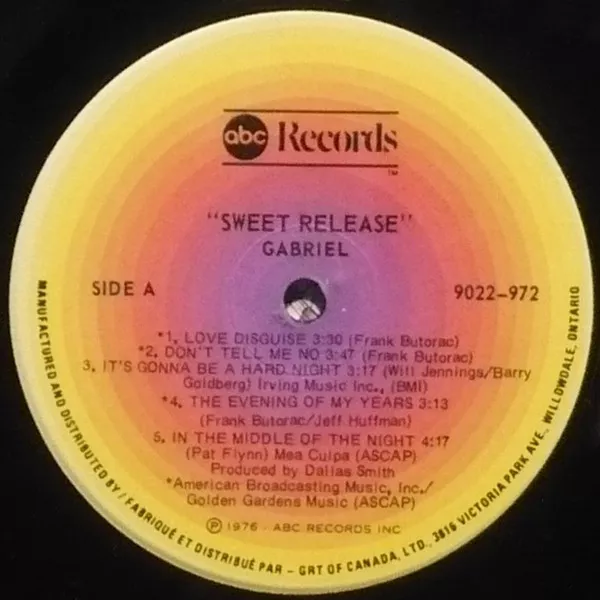 abc Records
TM
"SWEET RELEASE"
GABRIEL
SIDE A
9022-972
*1. LOVE DISGUISE 3:30 (Frank Butorac)
*2. DON'T TELL ME NO 3:47 (Frank Butorac)
3. IT'S GONNA BE A HARD NIGHT 3:17 (Will Jennings/Barry
Goldberg) Irving Music Inc., (BMI)
*4. THE EVENING OF MY YEARS 3:13
(Frank Butorac/Jeff Huffman)
5. IN THE MIDDLE OF THE NIGHT 4:17
(Pat Flynn) Mea Culpa (ASCAP)
Produced by Dallas Smith
*American Broadcasting Music, Inc./
Golden Gardens Music (ASCAP)
Ⓟ 1976 · ABC RECORDS INC
MANUFACTURED AND DISTRIBUTED BY / FABRIQUÉ ET DISTRIBUÉ PAR – GRT OF CANADA, LTD., 3816 VICTORIA PARK AVE., WILLOWDALE, ONTARIO